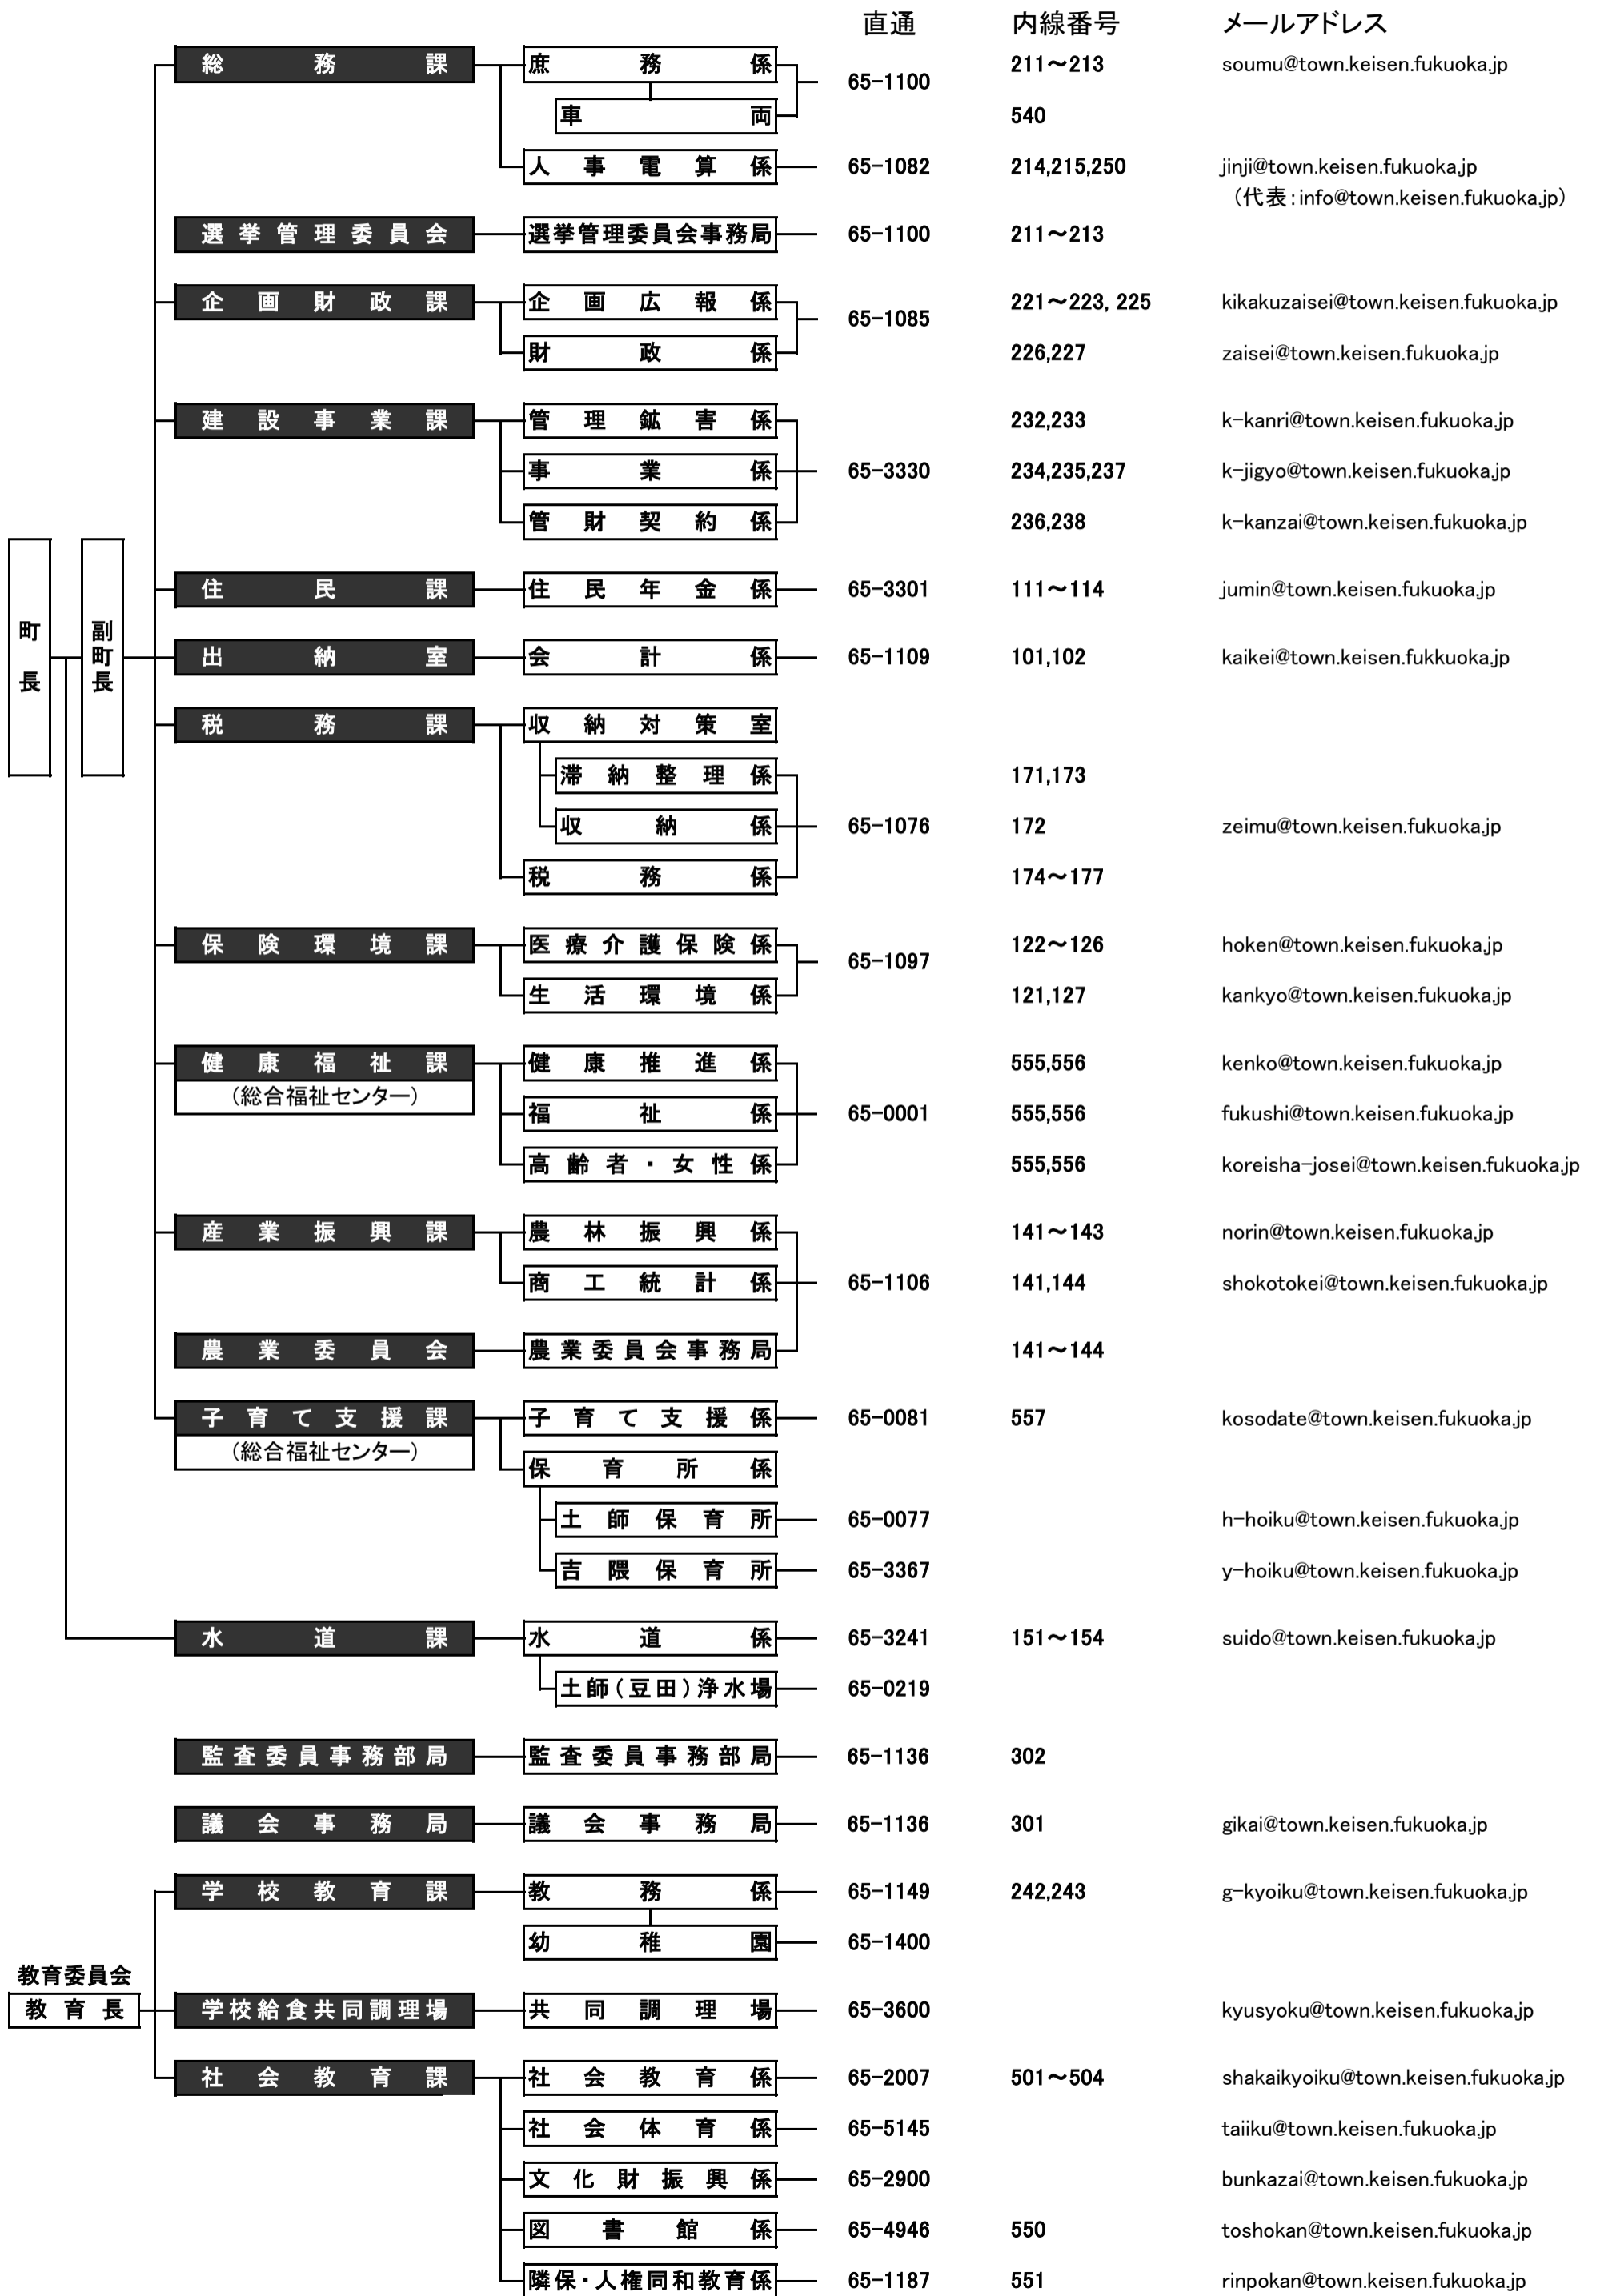 直通 内線番号 メールアドレス
総務課 庶務係 65-1100 211～213 soumu@town.keisen.fukuoka.jp
車両 540
人事電算係 65-1082 214,215,250 jinji@town.keisen.fukuoka.jp
（代表：info@town.keisen.fukuoka.jp）
選挙管理委員会 選挙管理委員会事務局 65-1100 211～213
企画財政課 企画広報係 65-1085 221～223, 225 kikakuzaisei@town.keisen.fukuoka.jp
財政係 226,227 zaisei@town.keisen.fukuoka.jp
建設事業課 管理鉱害係 232,233 k-kanri@town.keisen.fukuoka.jp
事業係 65-3330 234,235,237 k-jigyo@town.keisen.fukuoka.jp
管財契約係 236,238 k-kanzai@town.keisen.fukuoka.jp
町長 副町長
住民課 住民年金係 65-3301 111～114 jumin@town.keisen.fukuoka.jp
出納室 会計係 65-1109 101,102 kaikei@town.keisen.fukkuoka.jp
税務課 収納対策室
滞納整理係 171,173
収納係 65-1076 172 zeimu@town.keisen.fukuoka.jp
税務係 174～177
保険環境課 医療介護保険係 65-1097 122～126 hoken@town.keisen.fukuoka.jp
生活環境係 121,127 kankyo@town.keisen.fukuoka.jp
健康福祉課 健康推進係 555,556 kenko@town.keisen.fukuoka.jp
（総合福祉センター） 福祉係 65-0001 555,556 fukushi@town.keisen.fukuoka.jp
高齢者・女性係 555,556 koreisha-josei@town.keisen.fukuoka.jp
産業振興課 農林振興係 141～143 norin@town.keisen.fukuoka.jp
商工統計係 65-1106 141,144 shokotokei@town.keisen.fukuoka.jp
農業委員会 農業委員会事務局 141～144
子育て支援課 子育て支援係 65-0081 557 kosodate@town.keisen.fukuoka.jp
（総合福祉センター） 保育所係
土師保育所 65-0077 h-hoiku@town.keisen.fukuoka.jp
吉隈保育所 65-3367 y-hoiku@town.keisen.fukuoka.jp
水道課 水道係 65-3241 151～154 suido@town.keisen.fukuoka.jp
土師（豆田）浄水場 65-0219
監査委員事務部局 監査委員事務部局 65-1136 302
議会事務局 議会事務局 65-1136 301 gikai@town.keisen.fukuoka.jp
学校教育課 教務係 65-1149 242,243 g-kyoiku@town.keisen.fukuoka.jp
幼稚園 65-1400
教育委員会
教育長 学校給食共同調理場 共同調理場 65-3600 kyusyoku@town.keisen.fukuoka.jp
社会教育課 社会教育係 65-2007 501～504 shakaikyoiku@town.keisen.fukuoka.jp
社会体育係 65-5145 taiiku@town.keisen.fukuoka.jp
文化財振興係 65-2900 bunkazai@town.keisen.fukuoka.jp
図書館係 65-4946 550 toshokan@town.keisen.fukuoka.jp
隣保・人権同和教育係 65-1187 551 rinpokan@town.keisen.fukuoka.jp